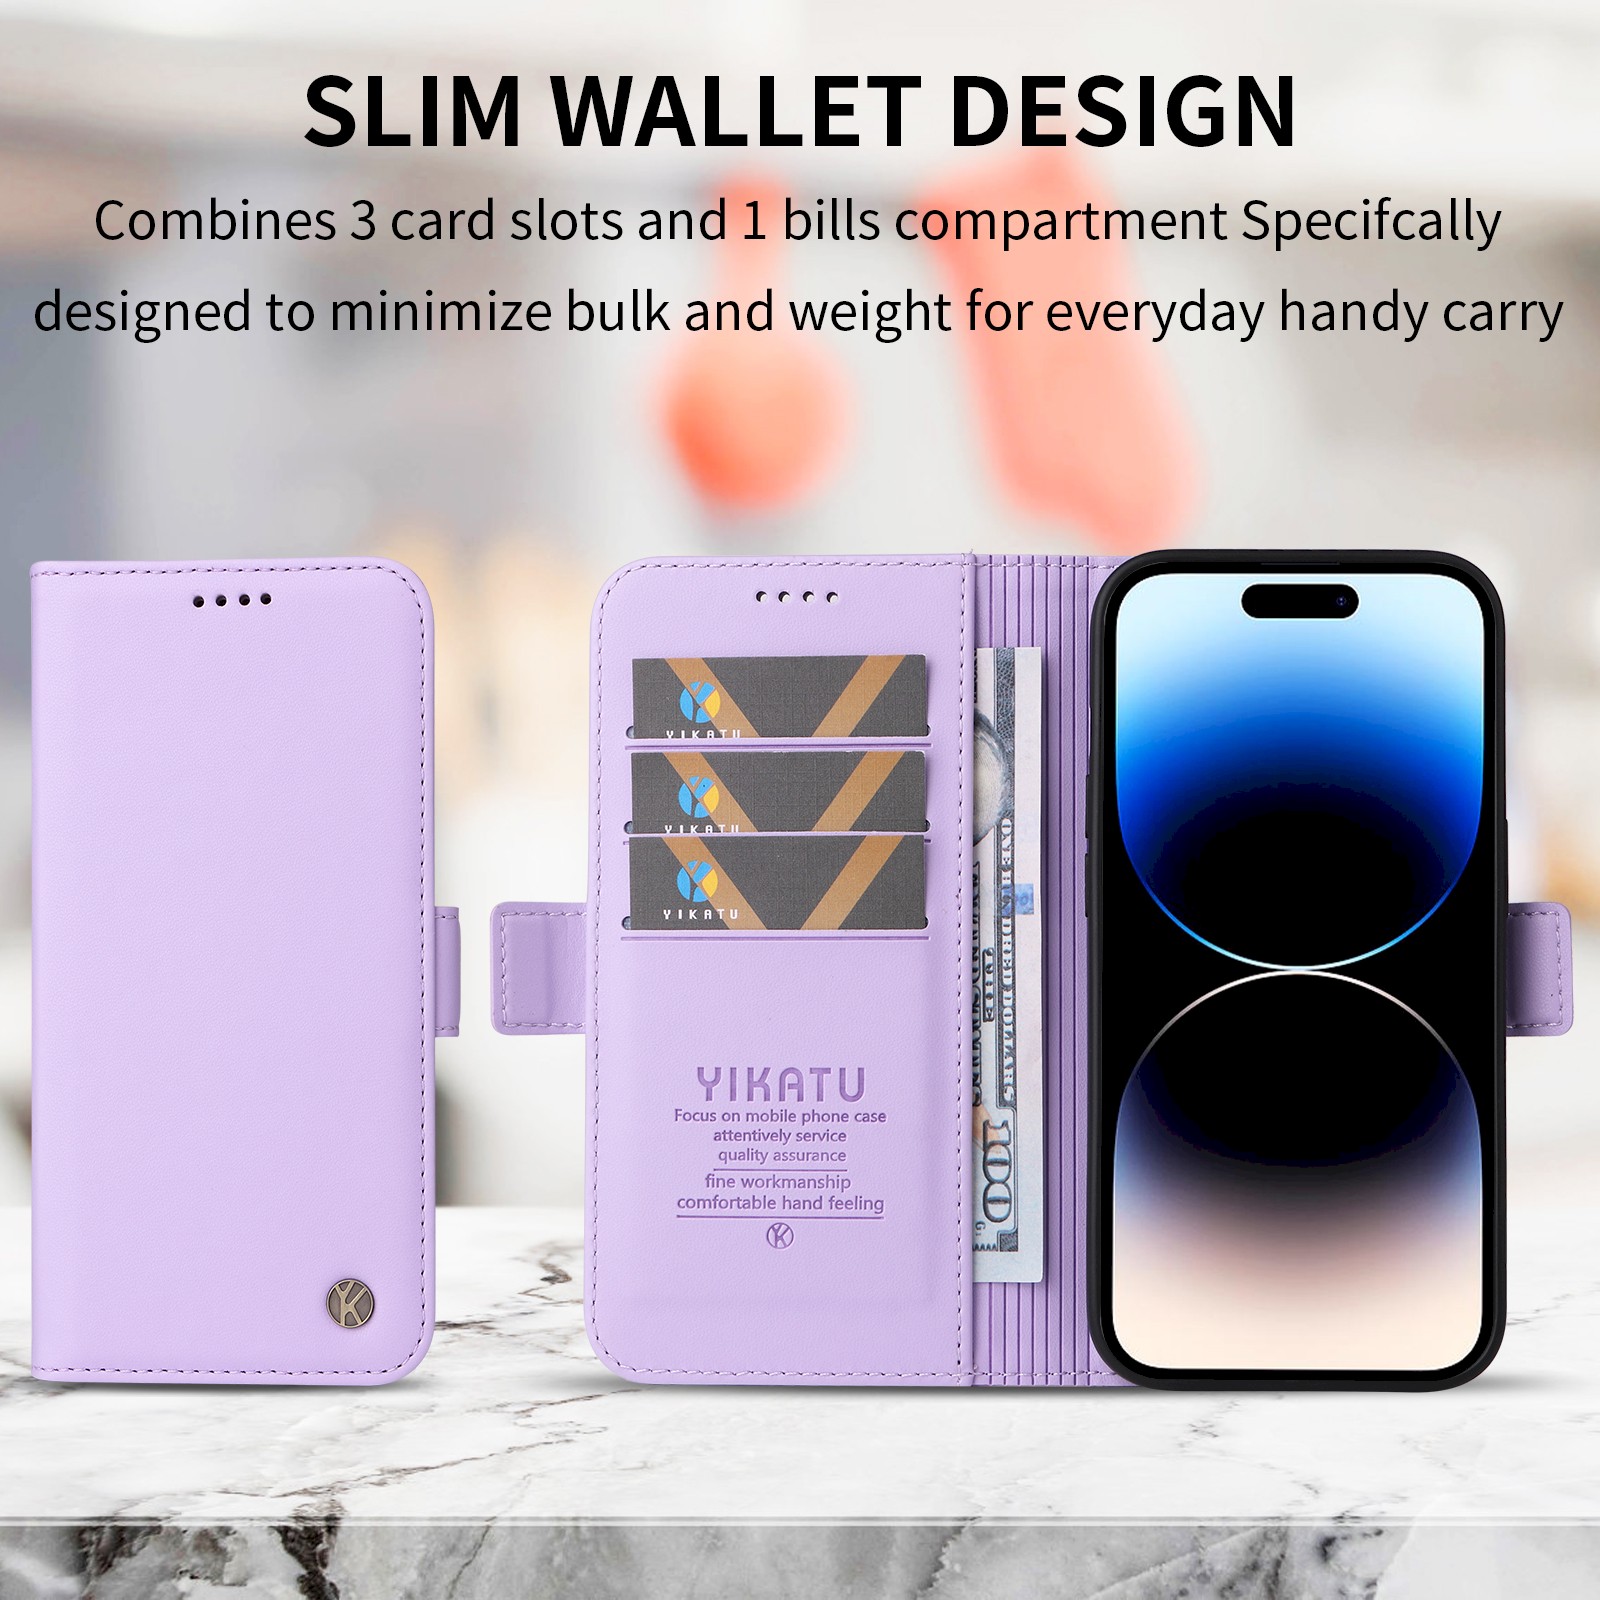 SLIM WALLET DESIGN
Combines 3 card slots and 1 bills compartment Specifcally
designed to minimize bulk and weight for everyday handy carry
YIKATU
YIKATU
YIKATU
YIKATU
Focus on mobile phone case
attentively service
quality assurance
fine workmanship
comfortable hand feeling
100